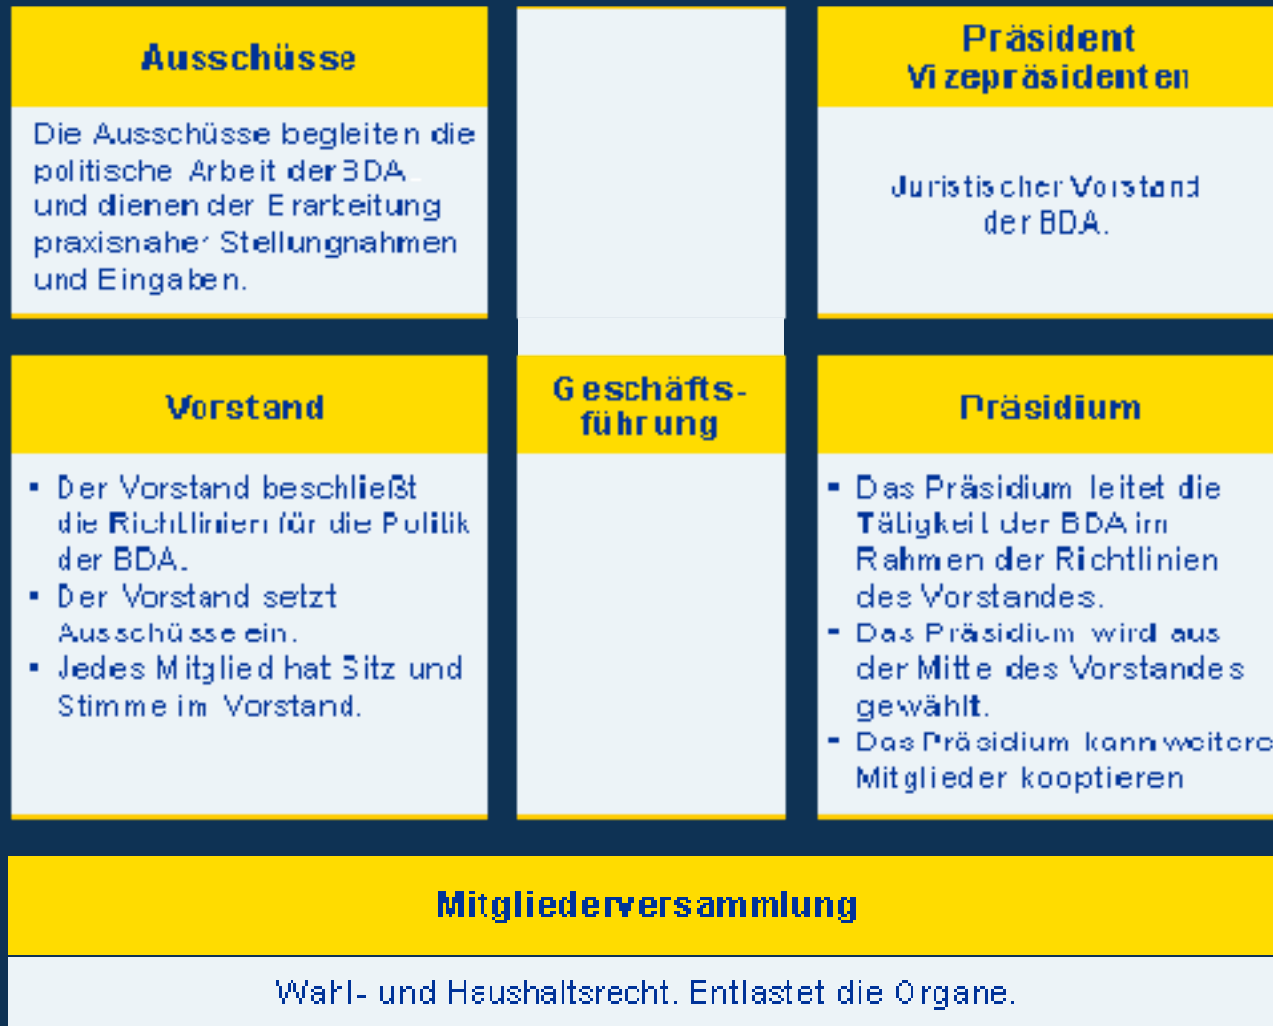 Ausschüsse
Die Ausschüsse begleiten die
politische Arbeit der BDA
und dienen der Erarbeitung
praxisnaher Stellungnahmen
und Eingaben.
Präsident
Vizepräsidenten
Juristischer Vorstand
der BDA.
Vorstand
▪ Der Vorstand beschließt
die Richtlinien für die Politik
der BDA.
▪ Der Vorstand setzt
Ausschüsse ein.
▪ Jedes Mitglied hat Sitz und
Stimme im Vorstand.
Geschäfts-
führung
Präsidium
▪ Das Präsidium leitet die
Tätigkeit der BDA im
Rahmen der Richtlinien
des Vorstandes.
▪ Das Präsidium wird aus
der Mitte des Vorstandes
gewählt.
▪ Das Präsidium kann weitere
Mitglieder kooptieren
Mitgliederversammlung
Wahl- und Haushaltsrecht. Entlastet die Organe.